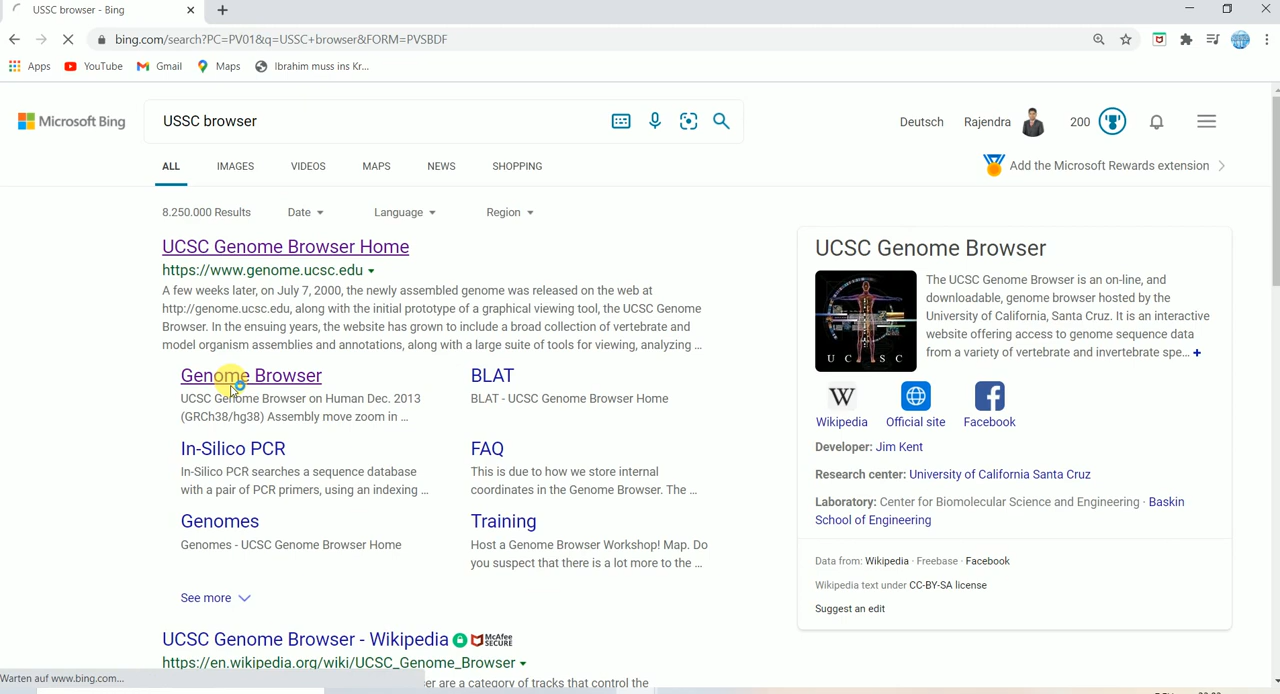 USSC browser - Bing
bing.com/search?PC=PV01&q=USSC+browser&FORM=PVSBDF
Apps YouTube Gmail Maps Ibrahim muss ins Kr...
Microsoft Bing
USSC browser
Deutsch Rajendra 200
ALL IMAGES VIDEOS MAPS NEWS SHOPPING
Add the Microsoft Rewards extension
8.250.000 Results Date Language Region
UCSC Genome Browser Home
https://www.genome.ucsc.edu
A few weeks later, on July 7, 2000, the newly assembled genome was released on the web at
http://genome.ucsc.edu, along with the initial prototype of a graphical viewing tool, the UCSC Genome
Browser. In the ensuing years, the website has grown to include a broad collection of vertebrate and
model organism assemblies and annotations, along with a large suite of tools for viewing, analyzing ...
Genome Browser
UCSC Genome Browser on Human Dec. 2013
(GRCh38/hg38) Assembly move zoom in ...
BLAT
BLAT - UCSC Genome Browser Home
In-Silico PCR
In-Silico PCR searches a sequence database
with a pair of PCR primers, using an indexing ...
FAQ
This is due to how we store internal
coordinates in the Genome Browser. The ...
Genomes
Genomes - UCSC Genome Browser Home
Training
Host a Genome Browser Workshop! Map. Do
you suspect that there is a lot more to the ...
See more
UCSC Genome Browser - Wikipedia McAfee SECURE
https://en.wikipedia.org/wiki/UCSC_Genome_Browser
are a category of tracks that control the
Warten auf www.bing.com...
UCSC Genome Browser
U C S C
The UCSC Genome Browser is an on-line, and
downloadable, genome browser hosted by the
University of California, Santa Cruz. It is an interactive
website offering access to genome sequence data
from a variety of vertebrate and invertebrate spe... +
W
Wikipedia Official site Facebook
Developer: Jim Kent
Research center: University of California Santa Cruz
Laboratory: Center for Biomolecular Science and Engineering · Baskin
School of Engineering
Data from: Wikipedia · Freebase · Facebook
Wikipedia text under CC-BY-SA license
Suggest an edit